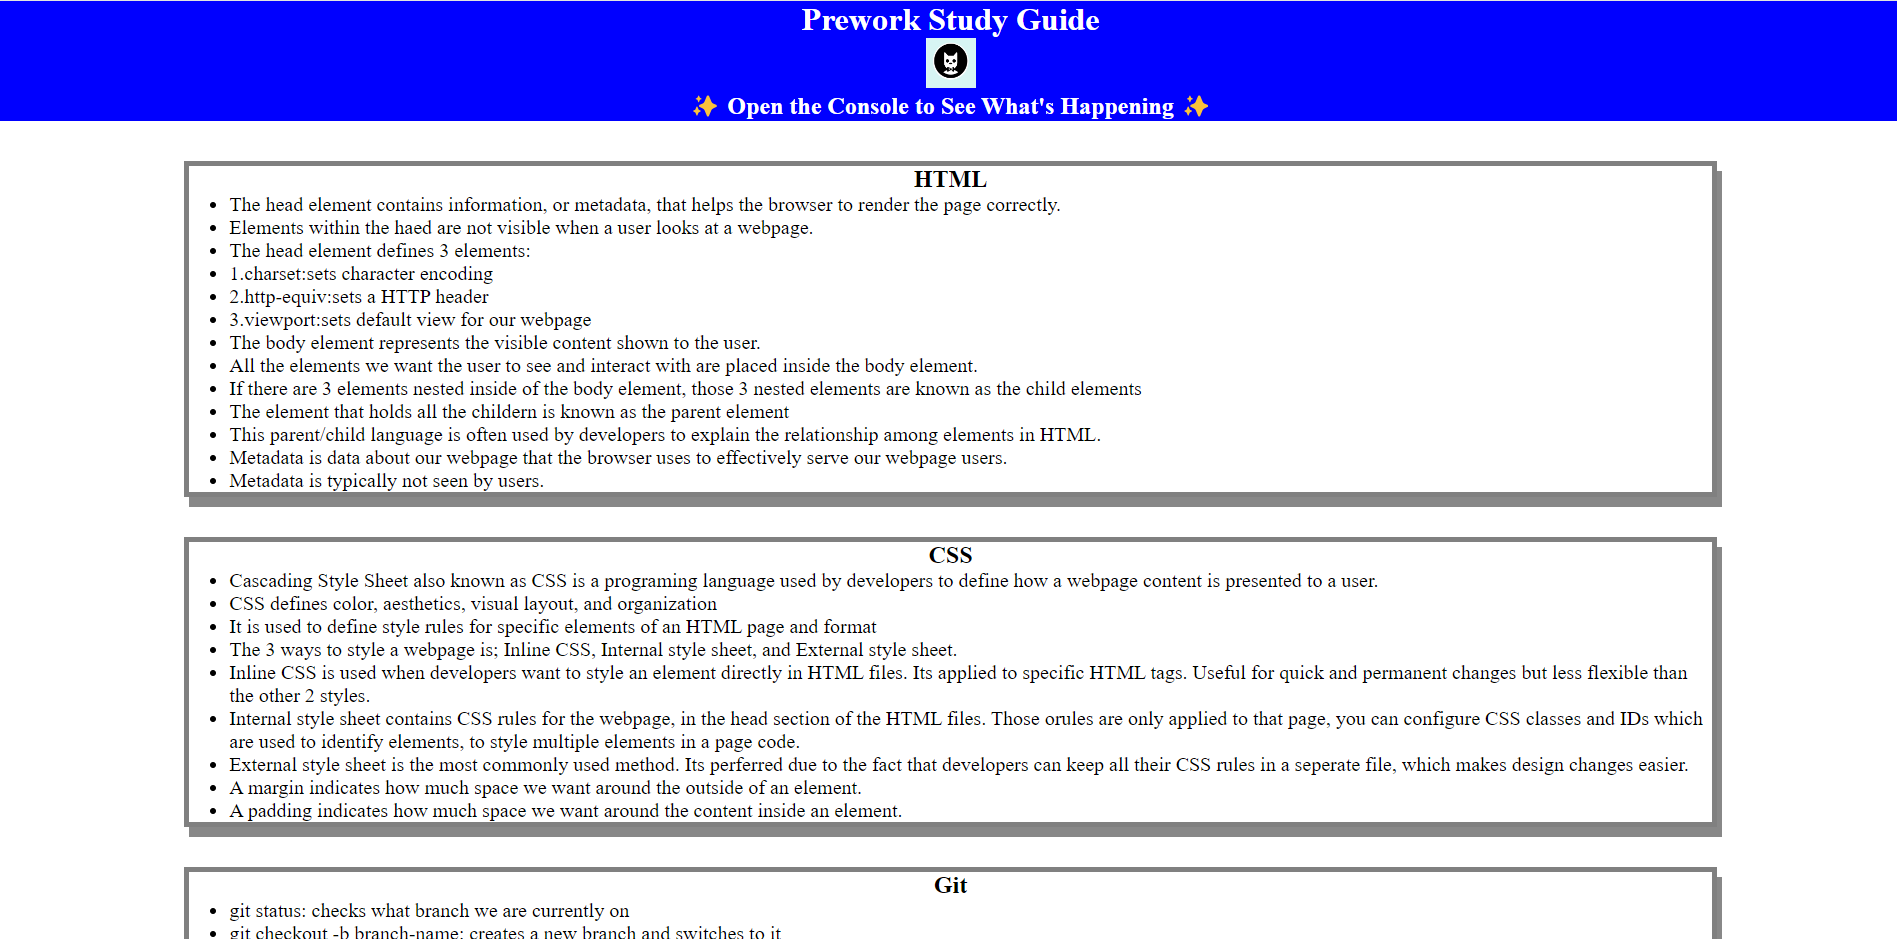 Prework Study Guide
✨ Open the Console to See What's Happening ✨
HTML
• The head element contains information, or metadata, that helps the browser to render the page correctly.
• Elements within the haed are not visible when a user looks at a webpage.
• The head element defines 3 elements:
• 1.charset:sets character encoding
• 2.http-equiv:sets a HTTP header
• 3.viewport:sets default view for our webpage
• The body element represents the visible content shown to the user.
• All the elements we want the user to see and interact with are placed inside the body element.
• If there are 3 elements nested inside of the body element, those 3 nested elements are known as the child elements
• The element that holds all the childern is known as the parent element
• This parent/child language is often used by developers to explain the relationship among elements in HTML.
• Metadata is data about our webpage that the browser uses to effectively serve our webpage users.
• Metadata is typically not seen by users.
CSS
• Cascading Style Sheet also known as CSS is a programing language used by developers to define how a webpage content is presented to a user.
• CSS defines color, aesthetics, visual layout, and organization
• It is used to define style rules for specific elements of an HTML page and format
• The 3 ways to style a webpage is; Inline CSS, Internal style sheet, and External style sheet.
• Inline CSS is used when developers want to style an element directly in HTML files. Its applied to specific HTML tags. Useful for quick and permanent changes but less flexible than
the other 2 styles.
• Internal style sheet contains CSS rules for the webpage, in the head section of the HTML files. Those orules are only applied to that page, you can configure CSS classes and IDs which
are used to identify elements, to style multiple elements in a page code.
• External style sheet is the most commonly used method. Its perferred due to the fact that developers can keep all their CSS rules in a seperate file, which makes design changes easier.
• A margin indicates how much space we want around the outside of an element.
• A padding indicates how much space we want around the content inside an element.
Git
• git status: checks what branch we are currently on
• git checkout -b branch-name: creates a new branch and switches to it